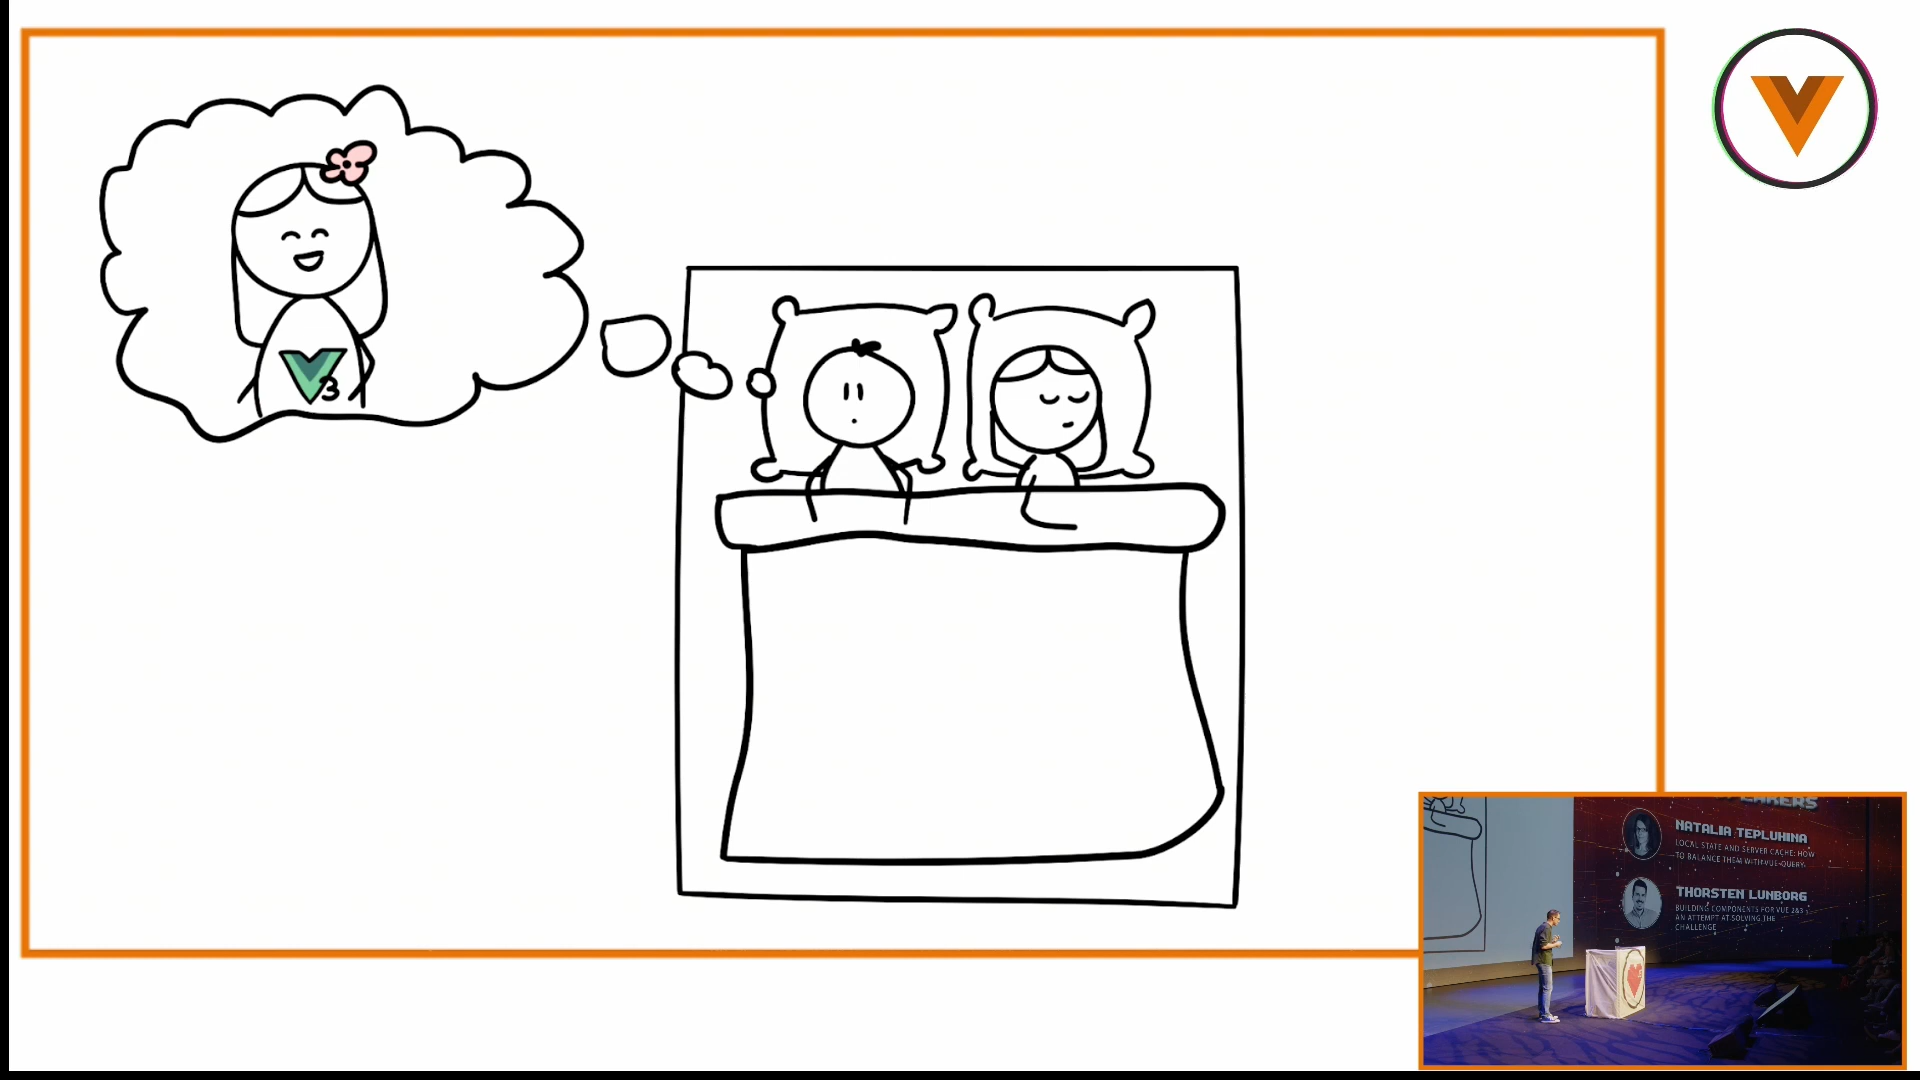 3
SPEAKERS
NATALIA TEPLUHINA
LOCAL STATE AND SERVER CACHE: HOW
TO BALANCE THEM WITH VUE-QUERY
THORSTEN LUNBORG
BUILDING COMPONENTS FOR VUE 2&3 :
AN ATTEMPT AT SOLVING THE
CHALLENGE